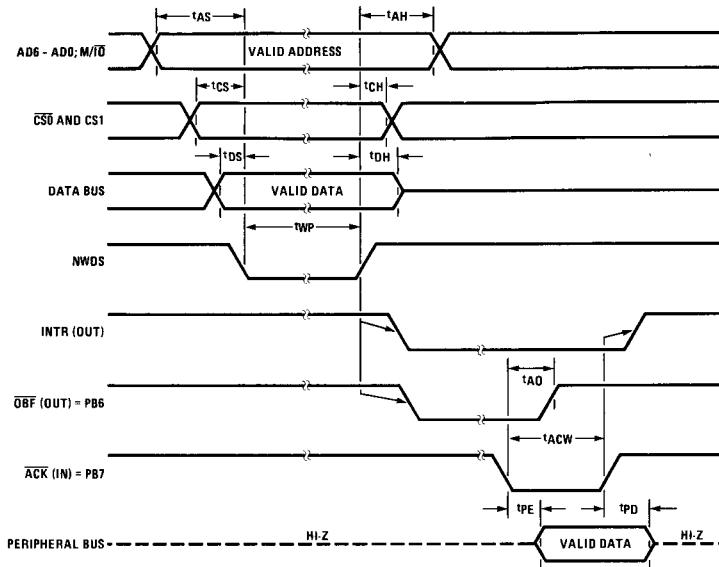 tAS
tAH
AD6 - AD0; M/IO
VALID ADDRESS
tCS
tCH
CS0 AND CS1
tDS
tDH
DATA BUS
VALID DATA
tWP
NWDS
INTR (OUT)
tAO
OBF (OUT) = PB6
tACW
ACK (IN) = PB7
tPE
tPD
PERIPHERAL BUS
HI-Z
VALID DATA
HI-Z